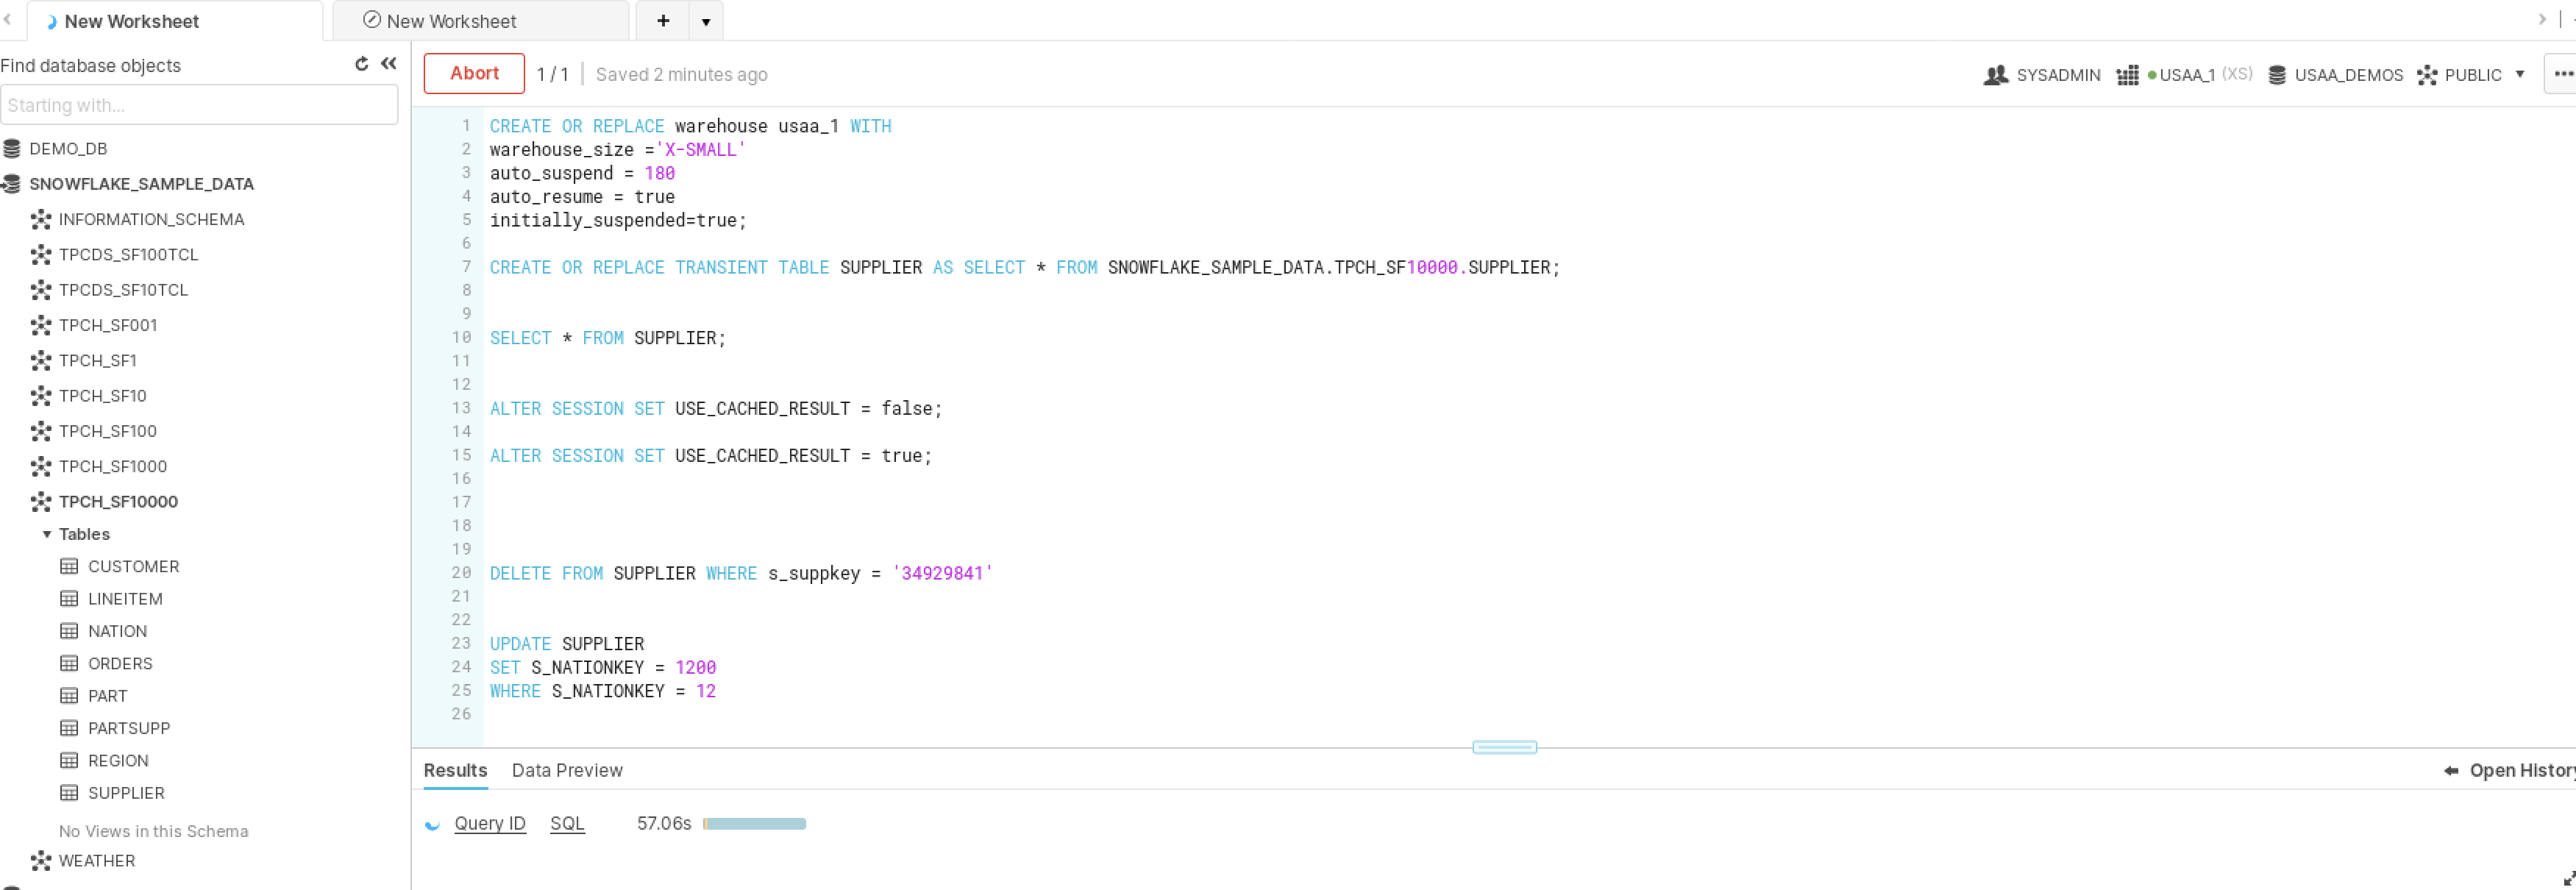 New Worksheet
New Worksheet
+
Find database objects
Starting with...
DEMO_DB
SNOWFLAKE_SAMPLE_DATA
INFORMATION_SCHEMA
TPCDS_SF100TCL
TPCDS_SF10TCL
TPCH_SF001
TPCH_SF1
TPCH_SF10
TPCH_SF100
TPCH_SF1000
TPCH_SF10000
Tables
CUSTOMER
LINEITEM
NATION
ORDERS
PART
PARTSUPP
REGION
SUPPLIER
No Views in this Schema
WEATHER
Abort 1 / 1 | Saved 2 minutes ago
SYSADMIN USAA_1 (XS) USAA_DEMOS PUBLIC
1 CREATE OR REPLACE warehouse usaa_1 WITH
2 warehouse_size ='X-SMALL'
3 auto_suspend = 180
4 auto_resume = true
5 initially_suspended=true;
6
7 CREATE OR REPLACE TRANSIENT TABLE SUPPLIER AS SELECT * FROM SNOWFLAKE_SAMPLE_DATA.TPCH_SF10000.SUPPLIER;
8
9
10 SELECT * FROM SUPPLIER;
11
12
13 ALTER SESSION SET USE_CACHED_RESULT = false;
14
15 ALTER SESSION SET USE_CACHED_RESULT = true;
16
17
18
19
20 DELETE FROM SUPPLIER WHERE s_suppkey = '34929841'
21
22
23 UPDATE SUPPLIER
24 SET S_NATIONKEY = 1200
25 WHERE S_NATIONKEY = 12
26
Results Data Preview
Open History
Query ID SQL 57.06s